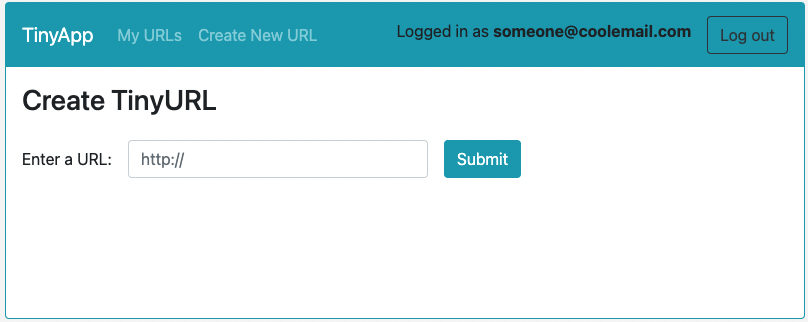 TinyApp My URLs Create New URL Logged in as someone@coolemail.com Log out
Create TinyURL
Enter a URL: http:// Submit